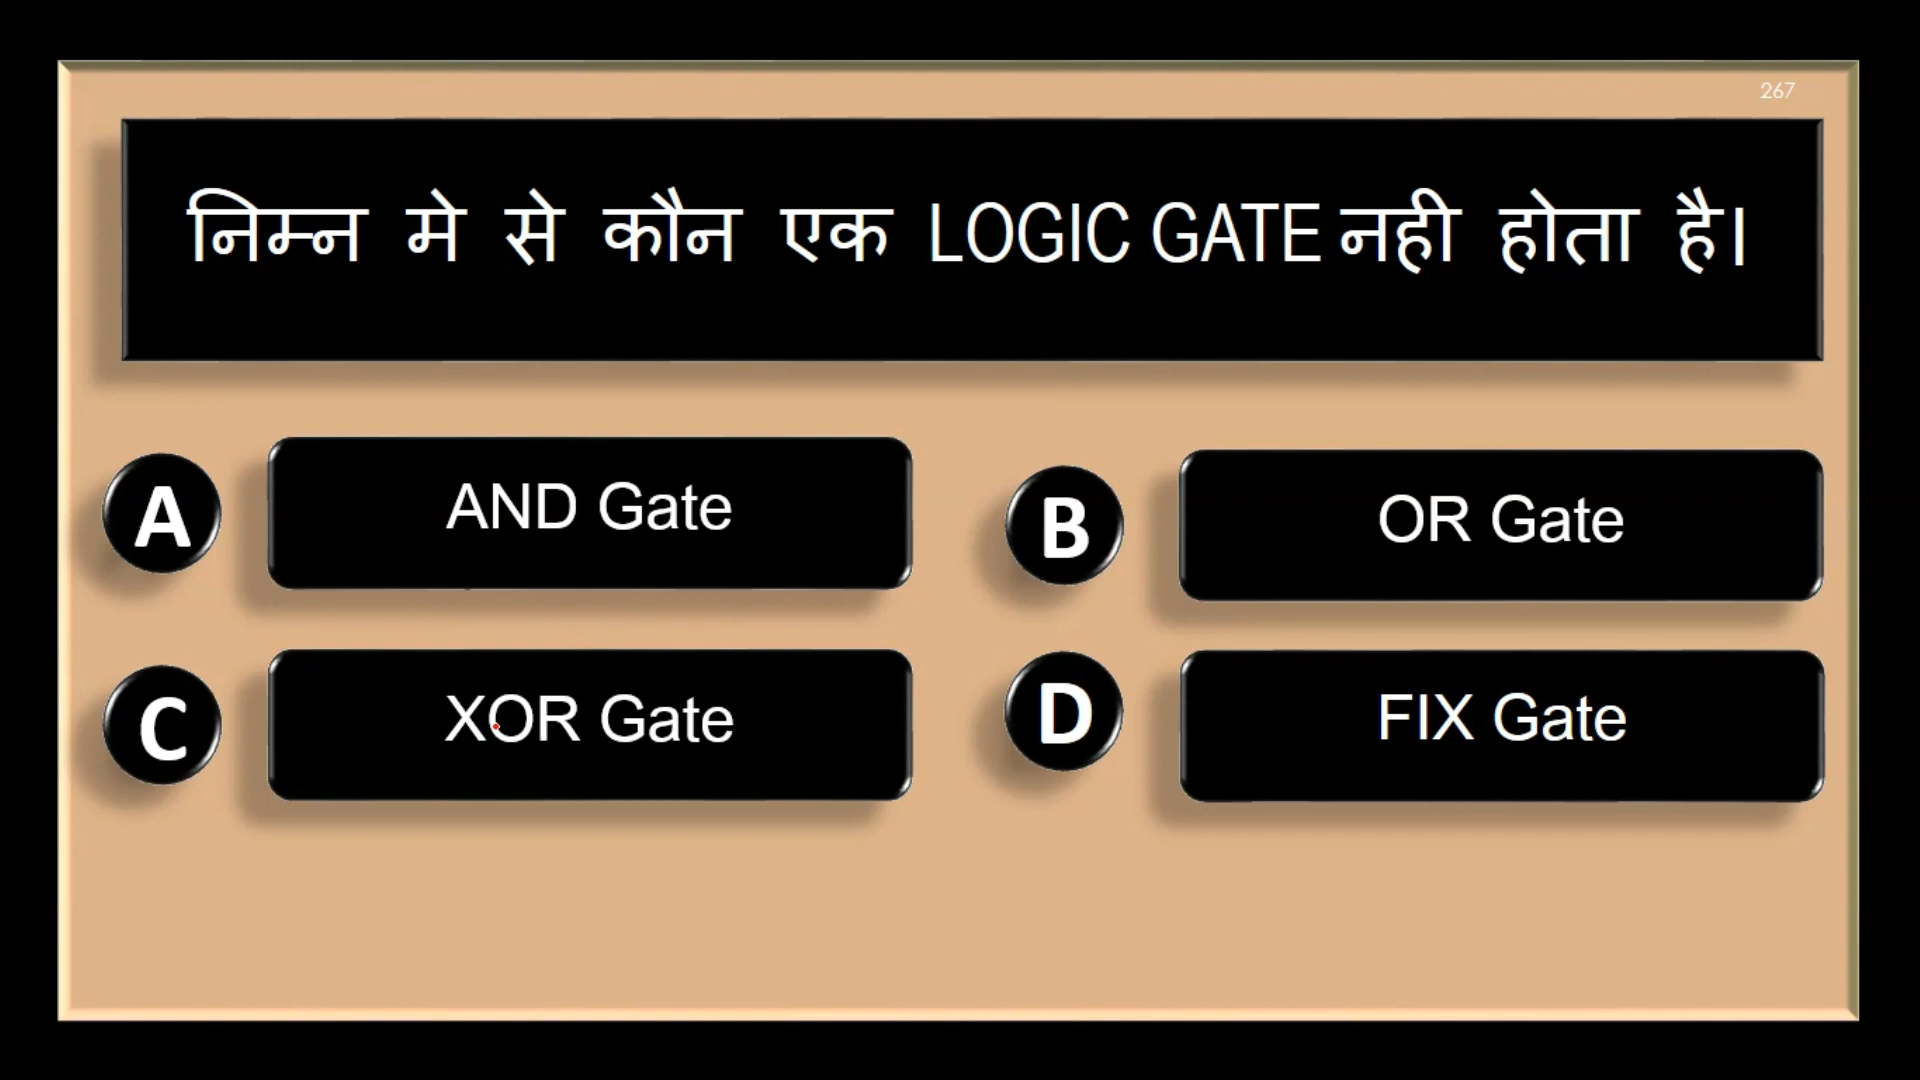 267
निम्न मे से कौन एक LOGIC GATE नही होता है।
A AND Gate
B OR Gate
C XOR Gate
D FIX Gate